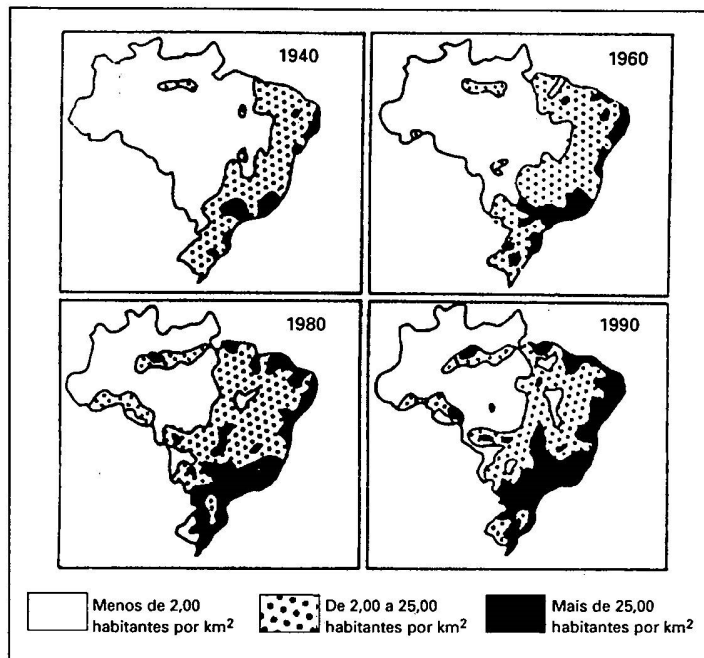 1940
1960
1980
1990
Menos de 2,00
habitantes por km²
De 2,00 a 25,00
habitantes por km²
Mais de 25,00
habitantes por km²